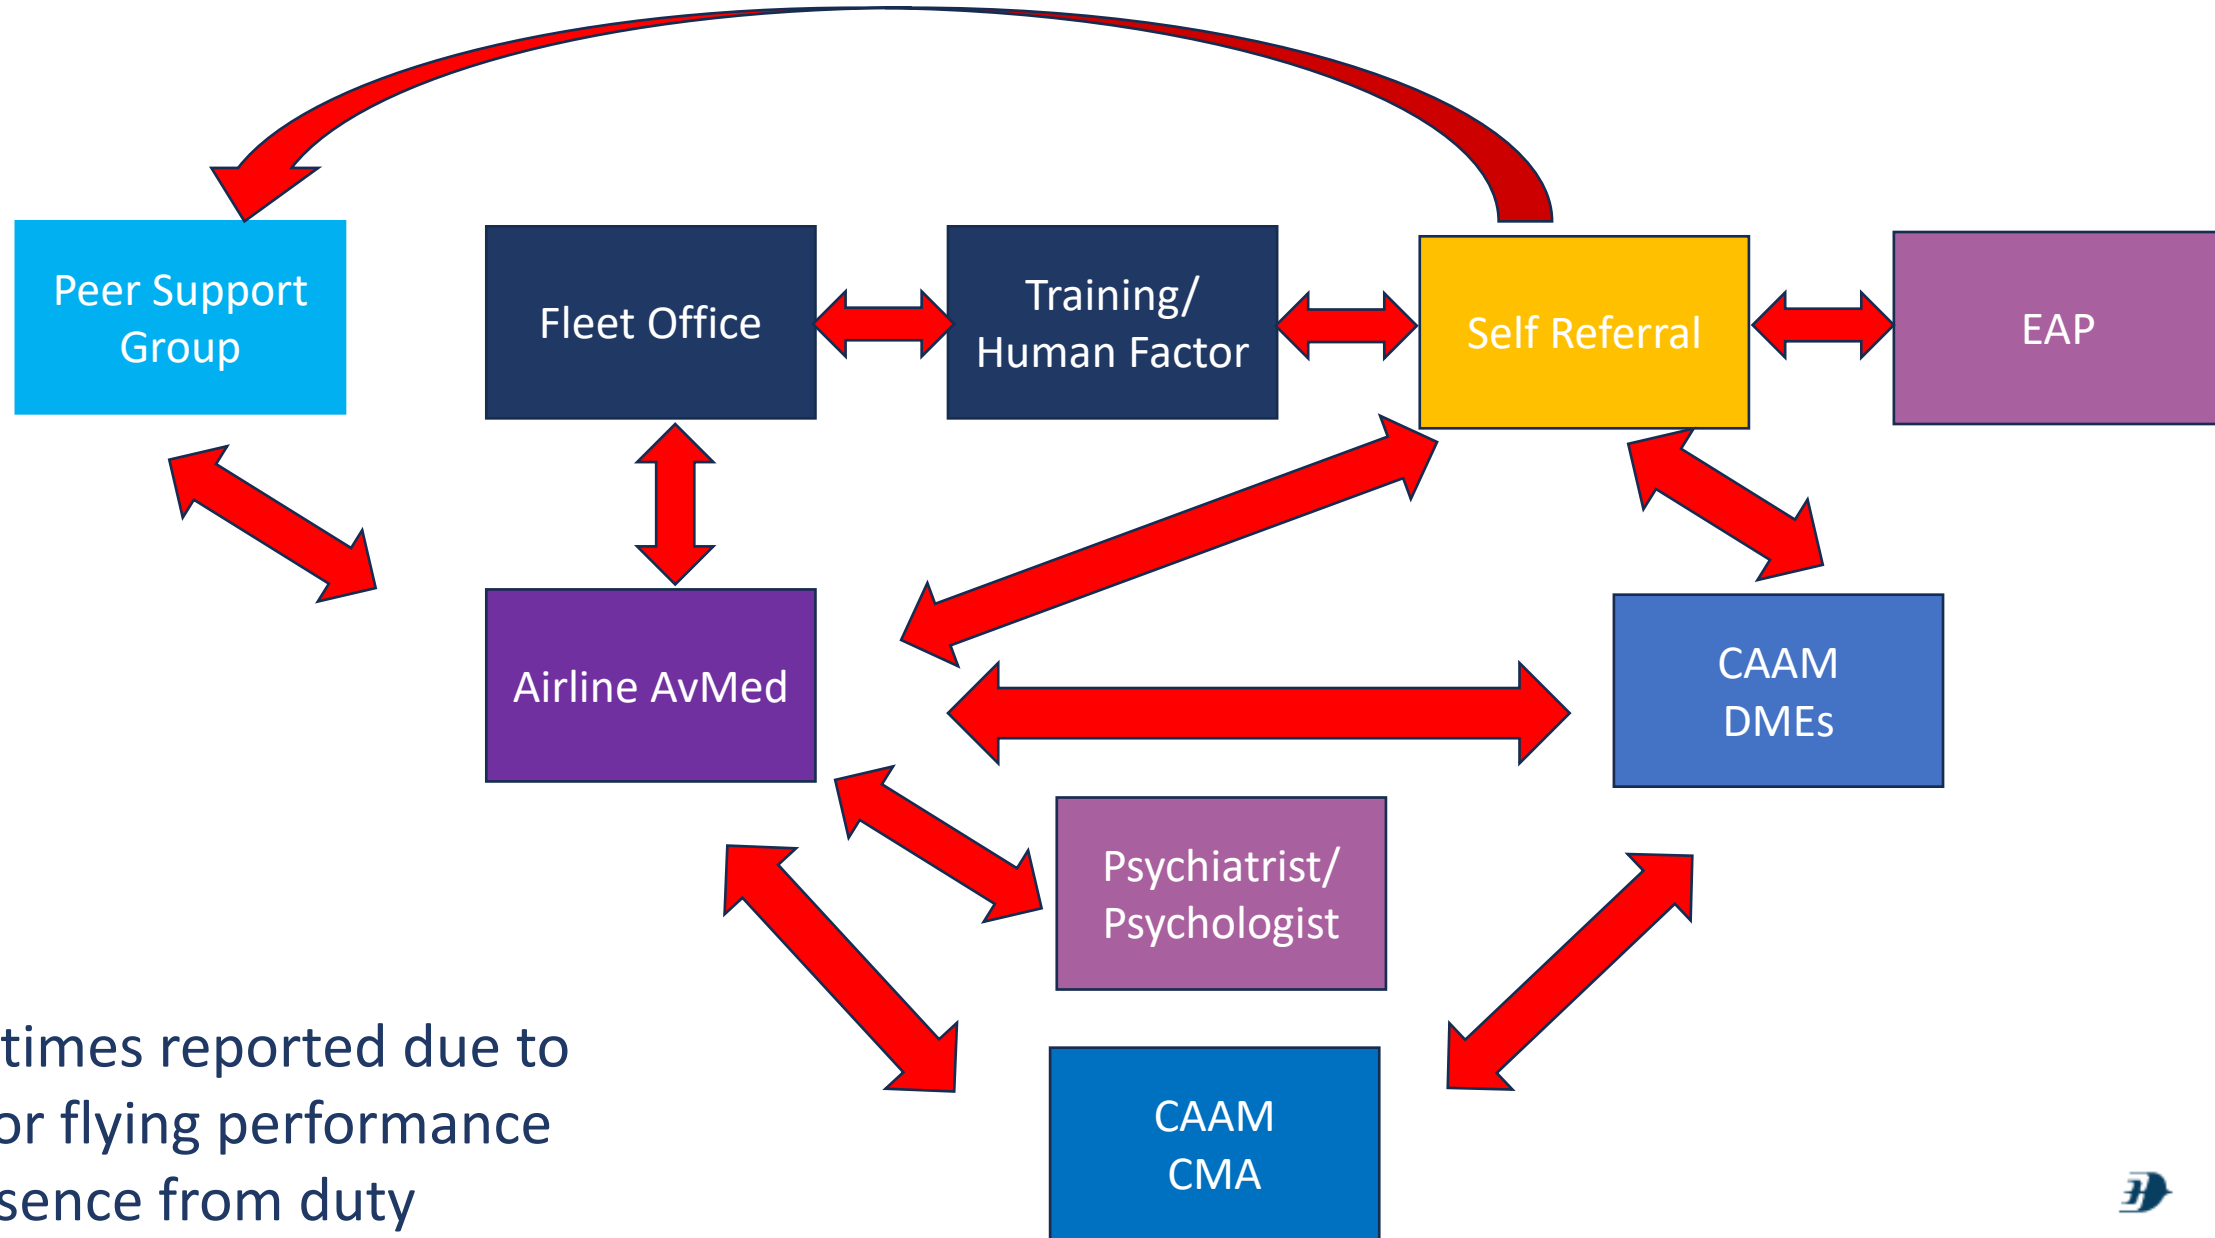 Peer Support
Group
Fleet Office
Training/
Human Factor
Self Referral
EAP
Airline AvMed
CAAM
DMEs
Psychiatrist/
Psychologist
CAAM
CMA
times reported due to
or flying performance
sence from duty